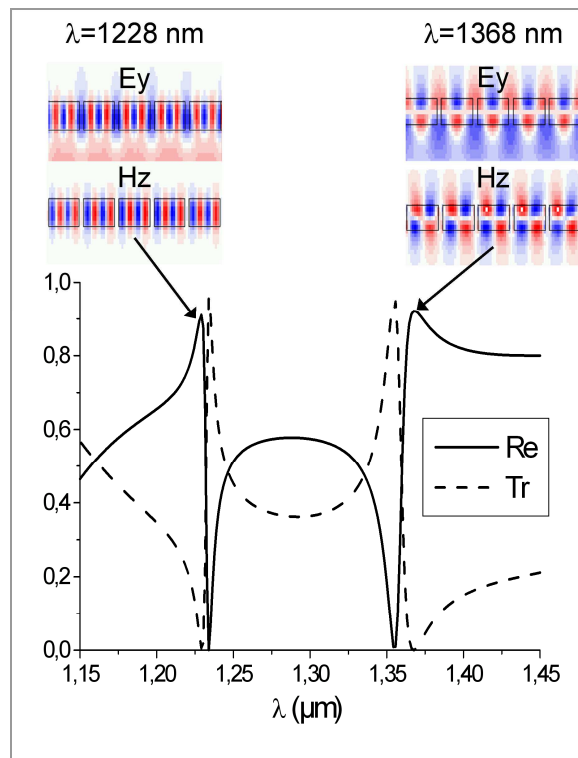 λ=1228 nm
λ=1368 nm
Ey
Ey
Hz
Hz
1,0
0,8
0,6
0,4
0,2
0,0
Re
Tr
1,15 1,20 1,25 1,30 1,35 1,40 1,45
λ (μm)